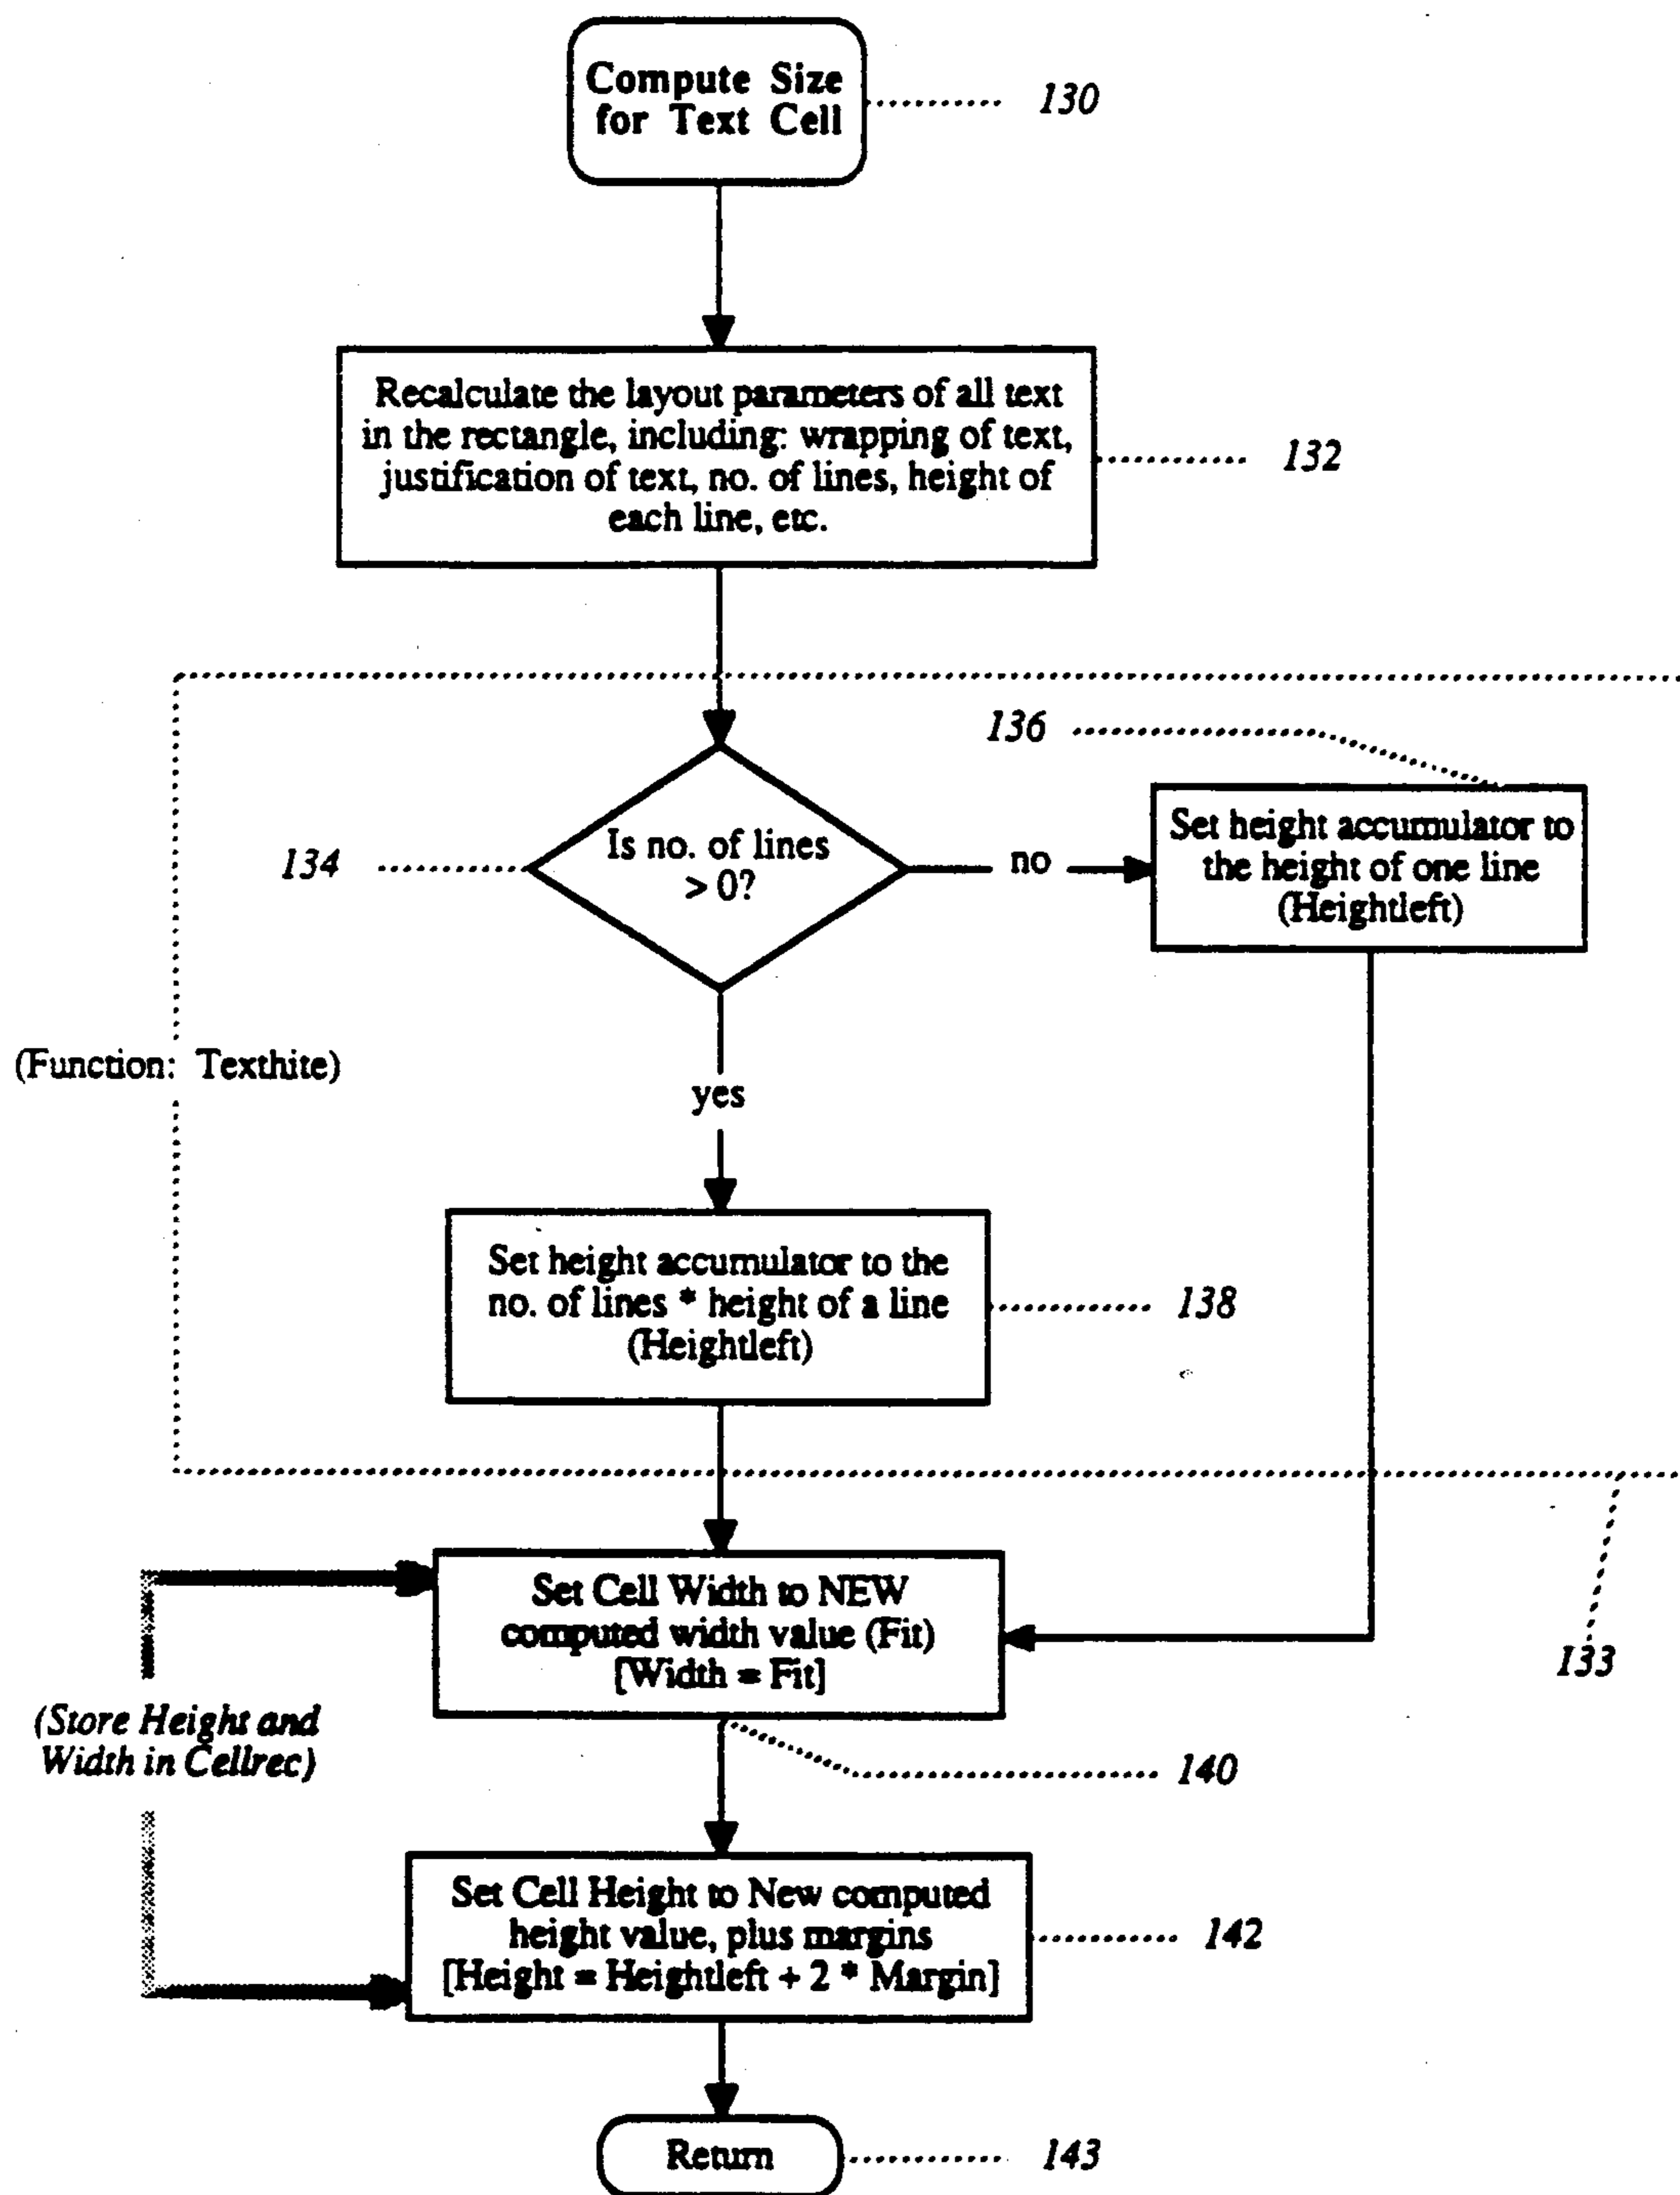 Compute Size
for Text Cell
130
Recalculate the layout parameters of all text
in the rectangle, including: wrapping of text,
justification of text, no. of lines, height of
each line, etc.
132
136
Set height accumulator to
the height of one line
(Heightleft)
134
Is no. of lines
> 0?
no
(Function: Texthite)
yes
Set height accumulator to the
no. of lines * height of a line
(Heightleft)
138
Set Cell Width to NEW
computed width value (Fit)
[Width = Fit]
133
(Store Height and
Width in Cellrec)
140
Set Cell Height to New computed
height value, plus margins
[Height = Heightleft + 2 * Margin]
142
Return
143